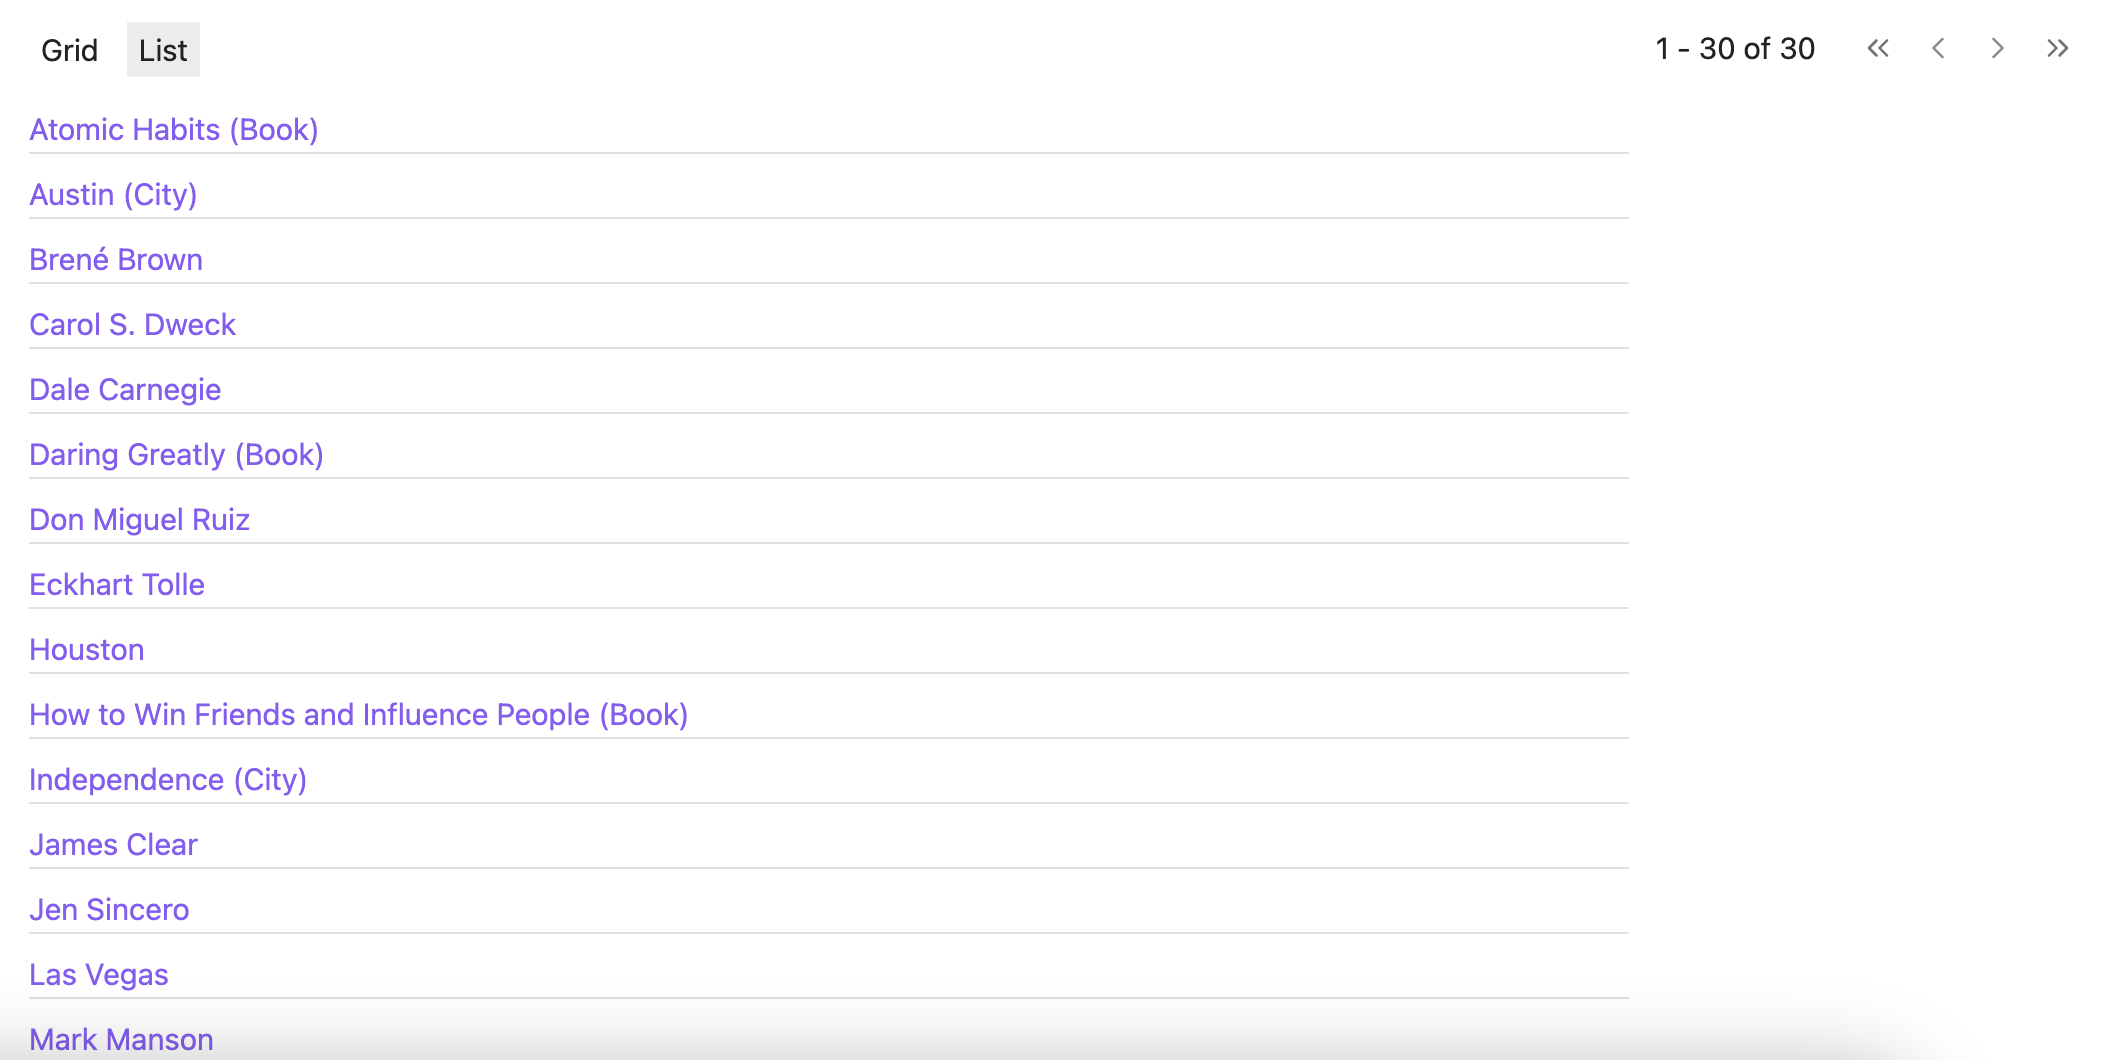 Grid List 1 - 30 of 30
Atomic Habits (Book)
Austin (City)
Brené Brown
Carol S. Dweck
Dale Carnegie
Daring Greatly (Book)
Don Miguel Ruiz
Eckhart Tolle
Houston
How to Win Friends and Influence People (Book)
Independence (City)
James Clear
Jen Sincero
Las Vegas
Mark Manson